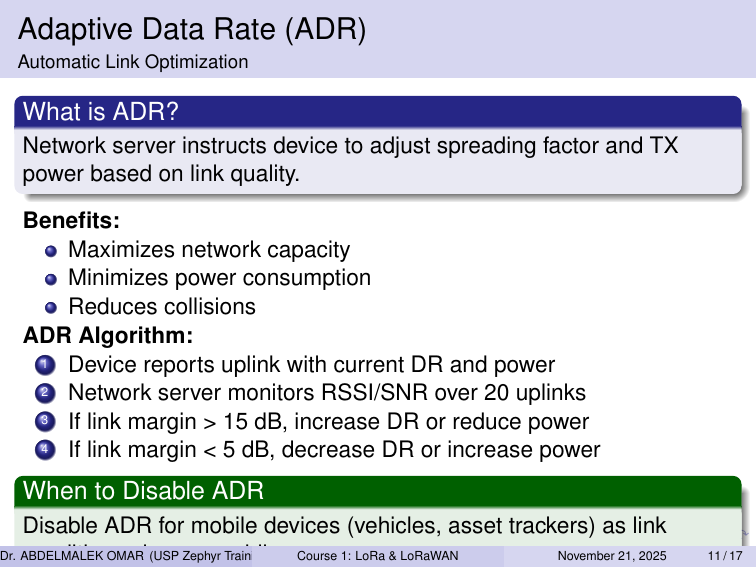 Adaptive Data Rate (ADR)
Automatic Link Optimization
What is ADR?
Network server instructs device to adjust spreading factor and TX
power based on link quality.
Benefits:
Maximizes network capacity
Minimizes power consumption
Reduces collisions
ADR Algorithm:
1 Device reports uplink with current DR and power
2 Network server monitors RSSI/SNR over 20 uplinks
3 If link margin > 15 dB, increase DR or reduce power
4 If link margin < 5 dB, decrease DR or increase power
When to Disable ADR
Disable ADR for mobile devices (vehicles, asset trackers) as link
Dr. ABDELMALEK OMAR (USP Zephyr Traini Course 1: LoRa & LoRaWAN November 21, 2025 11 / 17